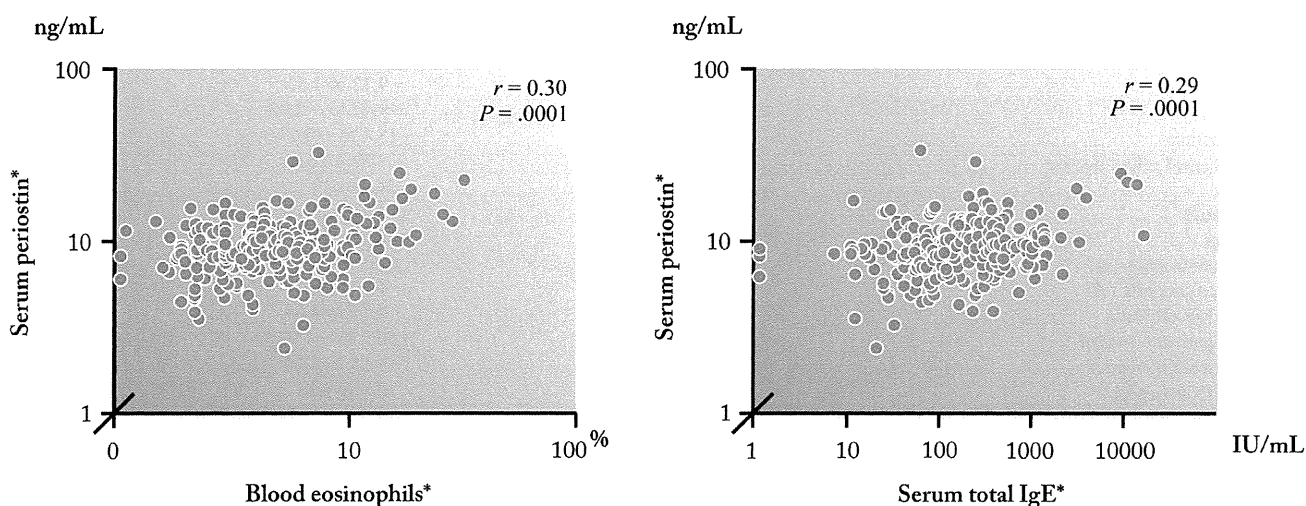 ng/mL
100
10
1
Serum periostin*
r = 0.30
P = .0001
0
10
100
%
Blood eosinophils*
ng/mL
100
10
1
Serum periostin*
r = 0.29
P = .0001
1
10
100
1000
10000
IU/mL
Serum total IgE*